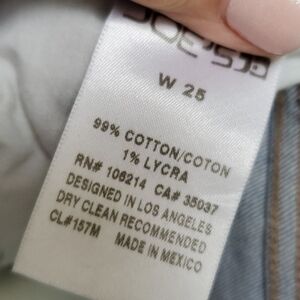 W 25
99% COTTON/COTON
1% LYCRA
RN# 106214 CA# 35037
DESIGNED IN LOS ANGELES
DRY CLEAN RECOMMENDED
CL#157M MADE IN MEXICO